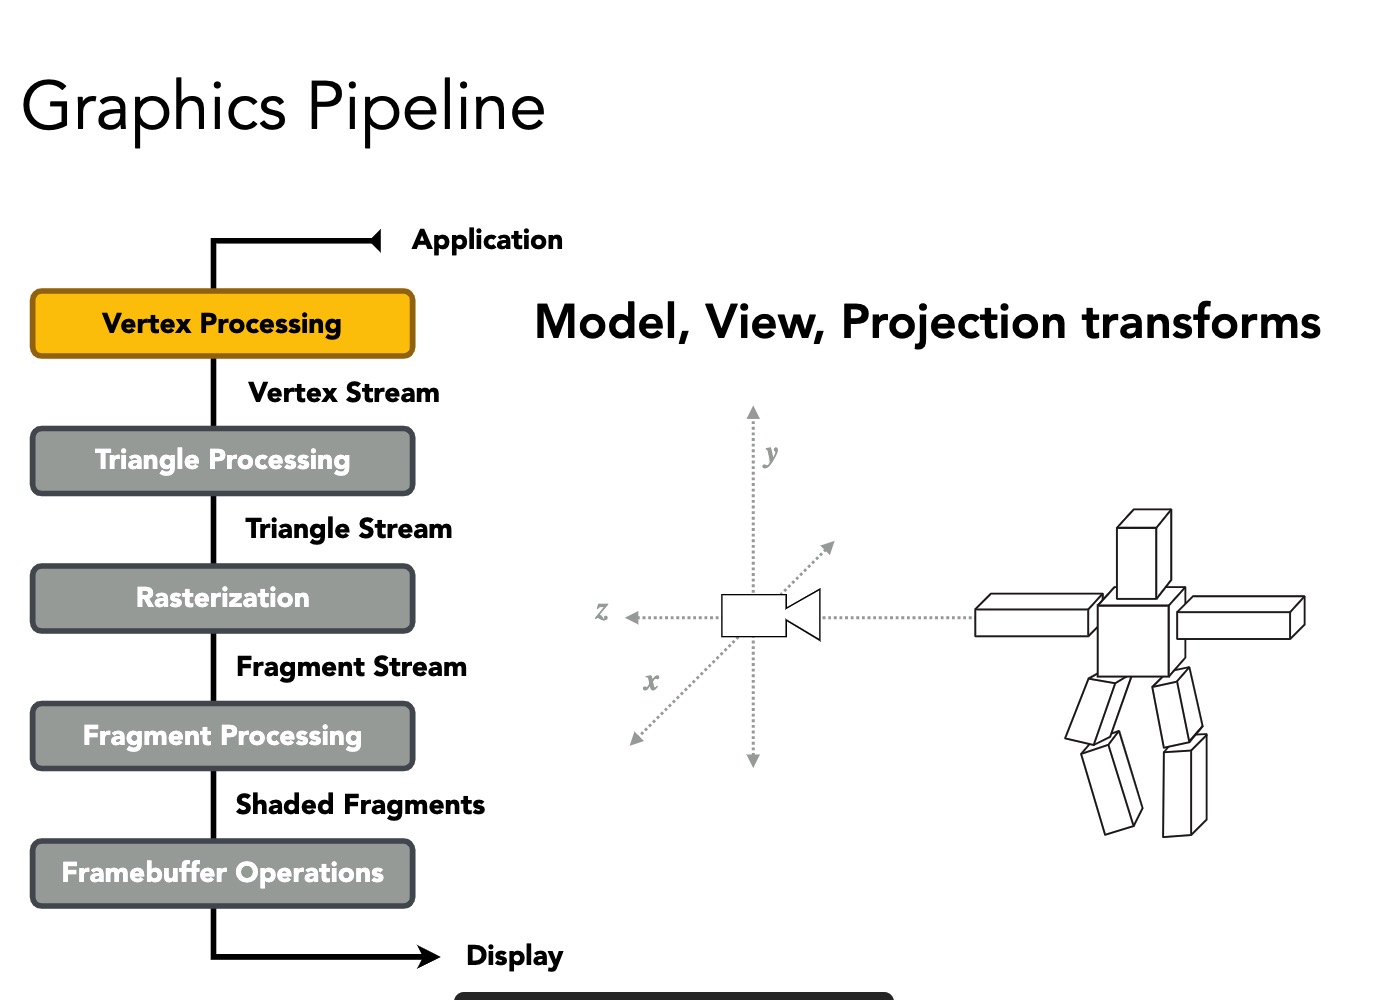 Graphics Pipeline
Application
Vertex Processing
Model, View, Projection transforms
Vertex Stream
y
Triangle Processing
Triangle Stream
Rasterization
z
Fragment Stream
x
Fragment Processing
Shaded Fragments
Framebuffer Operations
Display